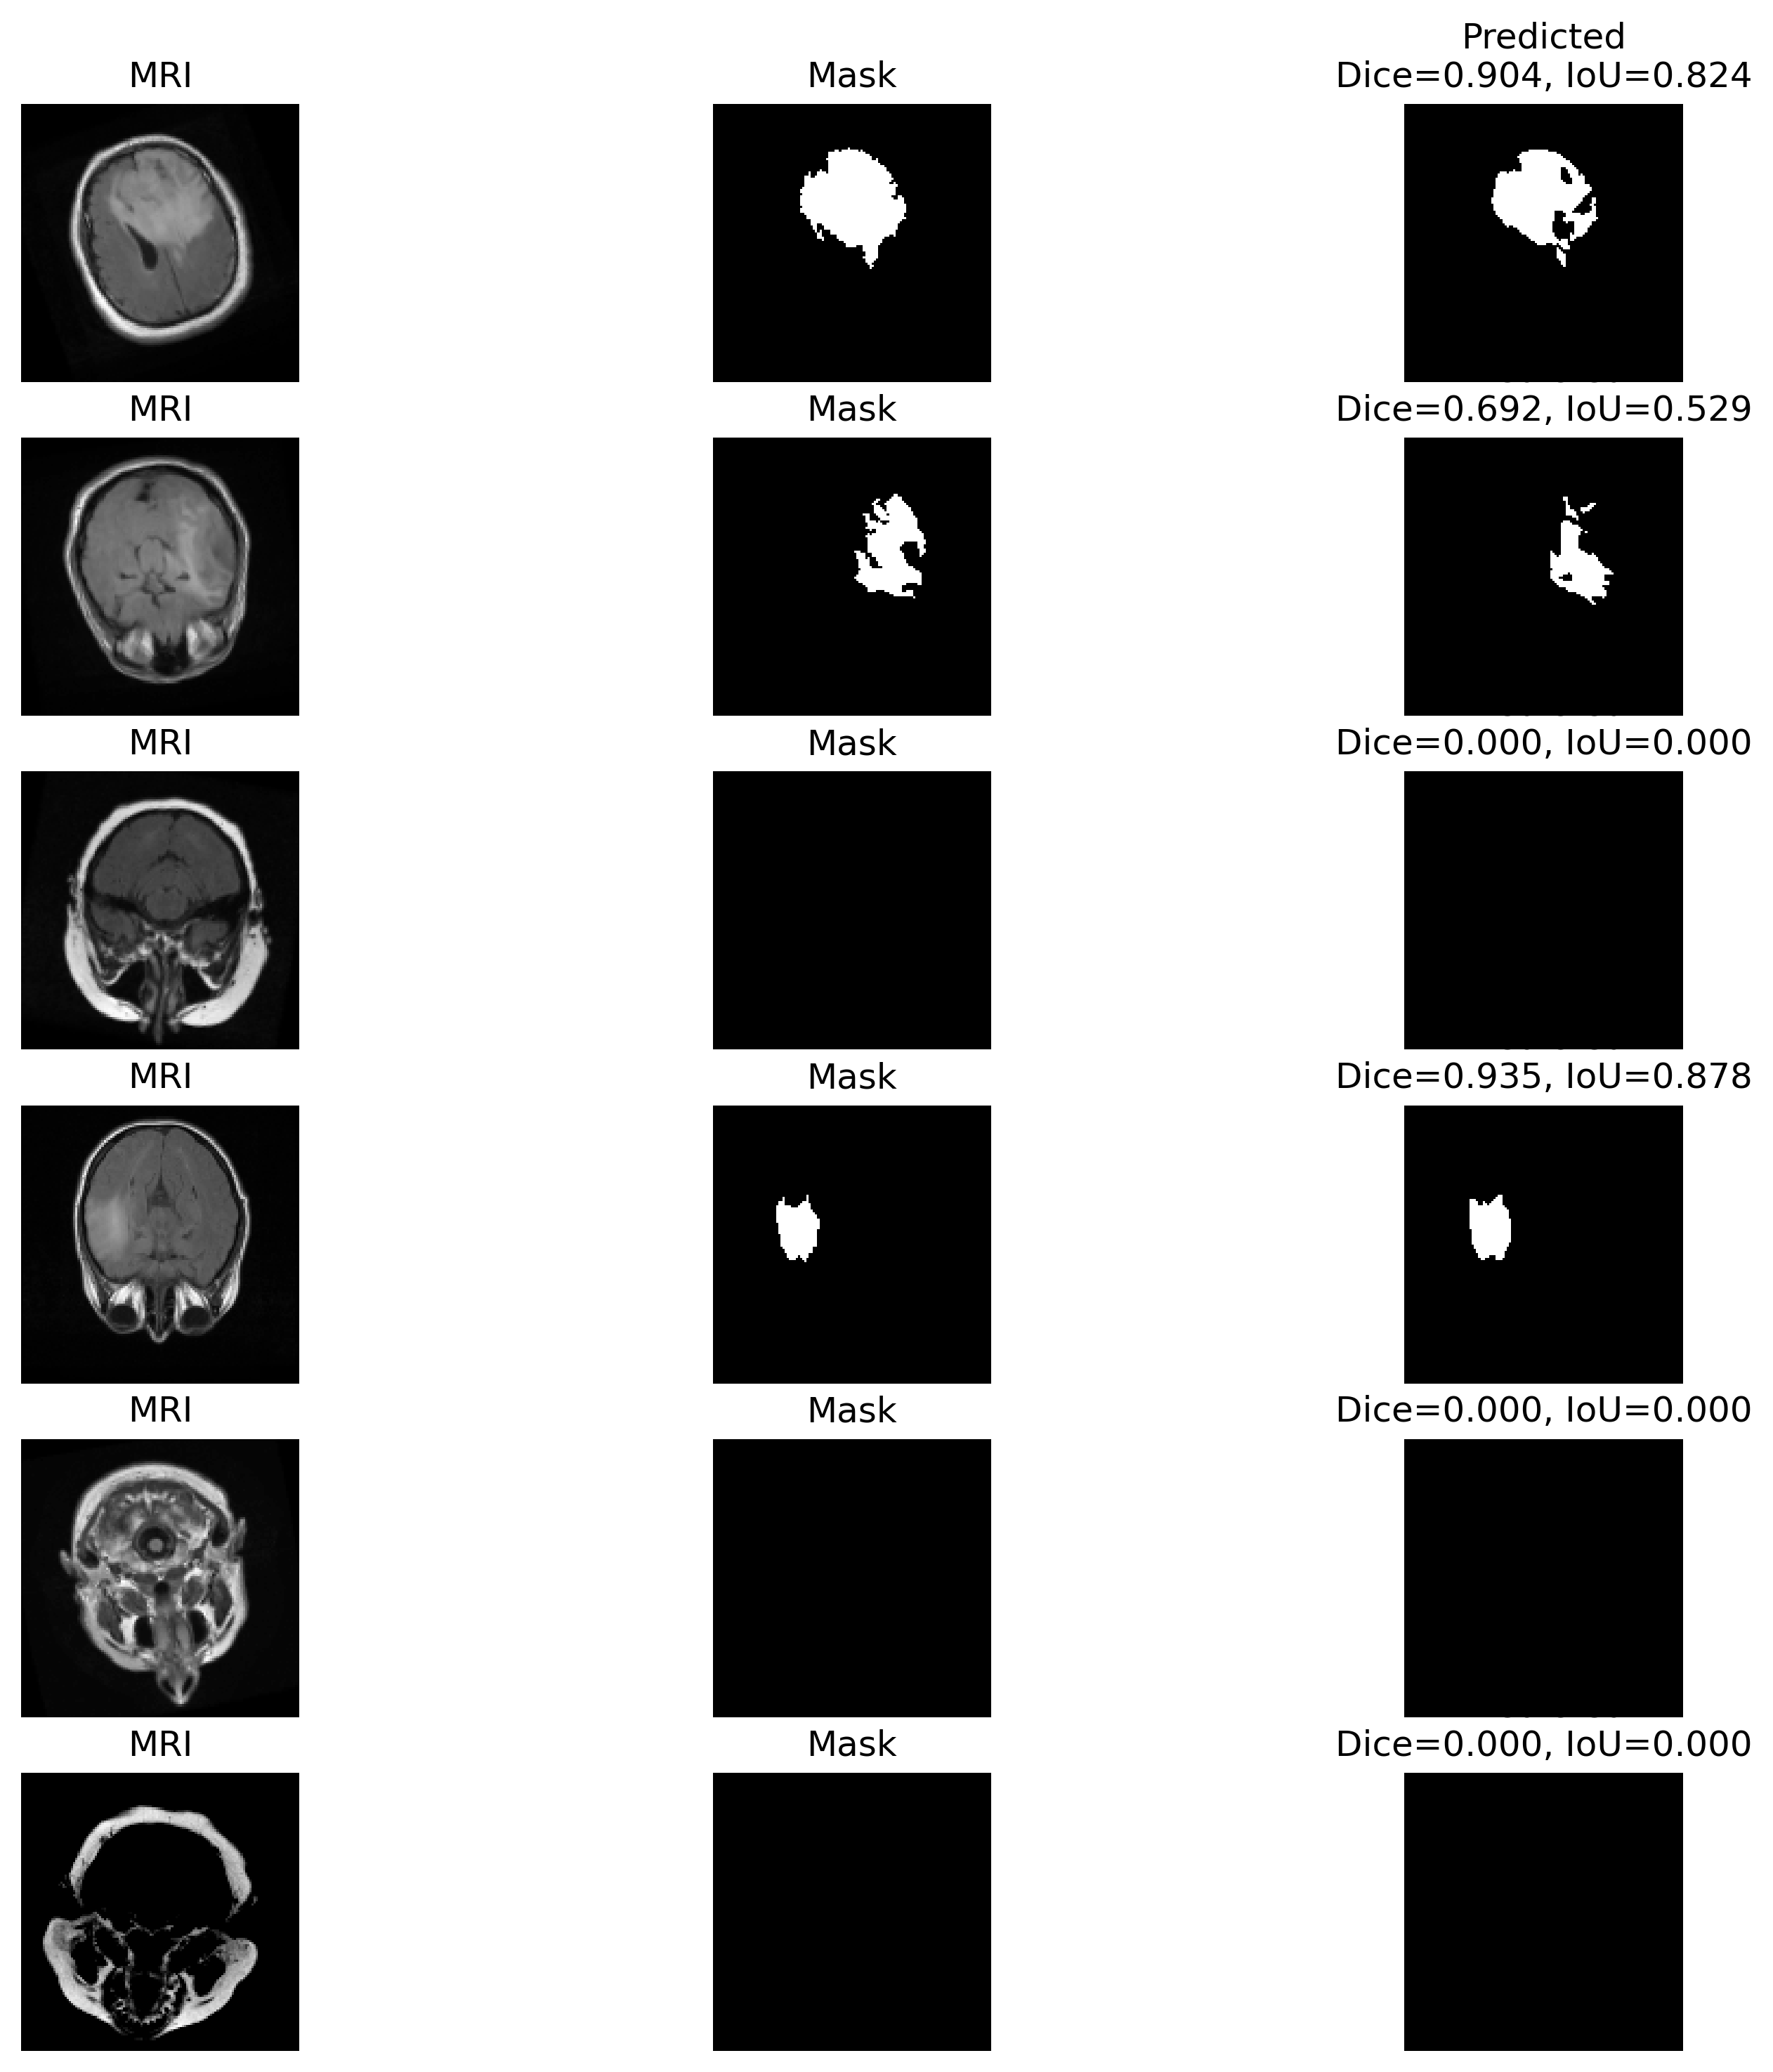 Predicted
MRI Mask Dice=0.904, IoU=0.824
MRI Mask Dice=0.692, IoU=0.529
MRI Mask Dice=0.000, IoU=0.000
MRI Mask Dice=0.935, IoU=0.878
MRI Mask Dice=0.000, IoU=0.000
MRI Mask Dice=0.000, IoU=0.000